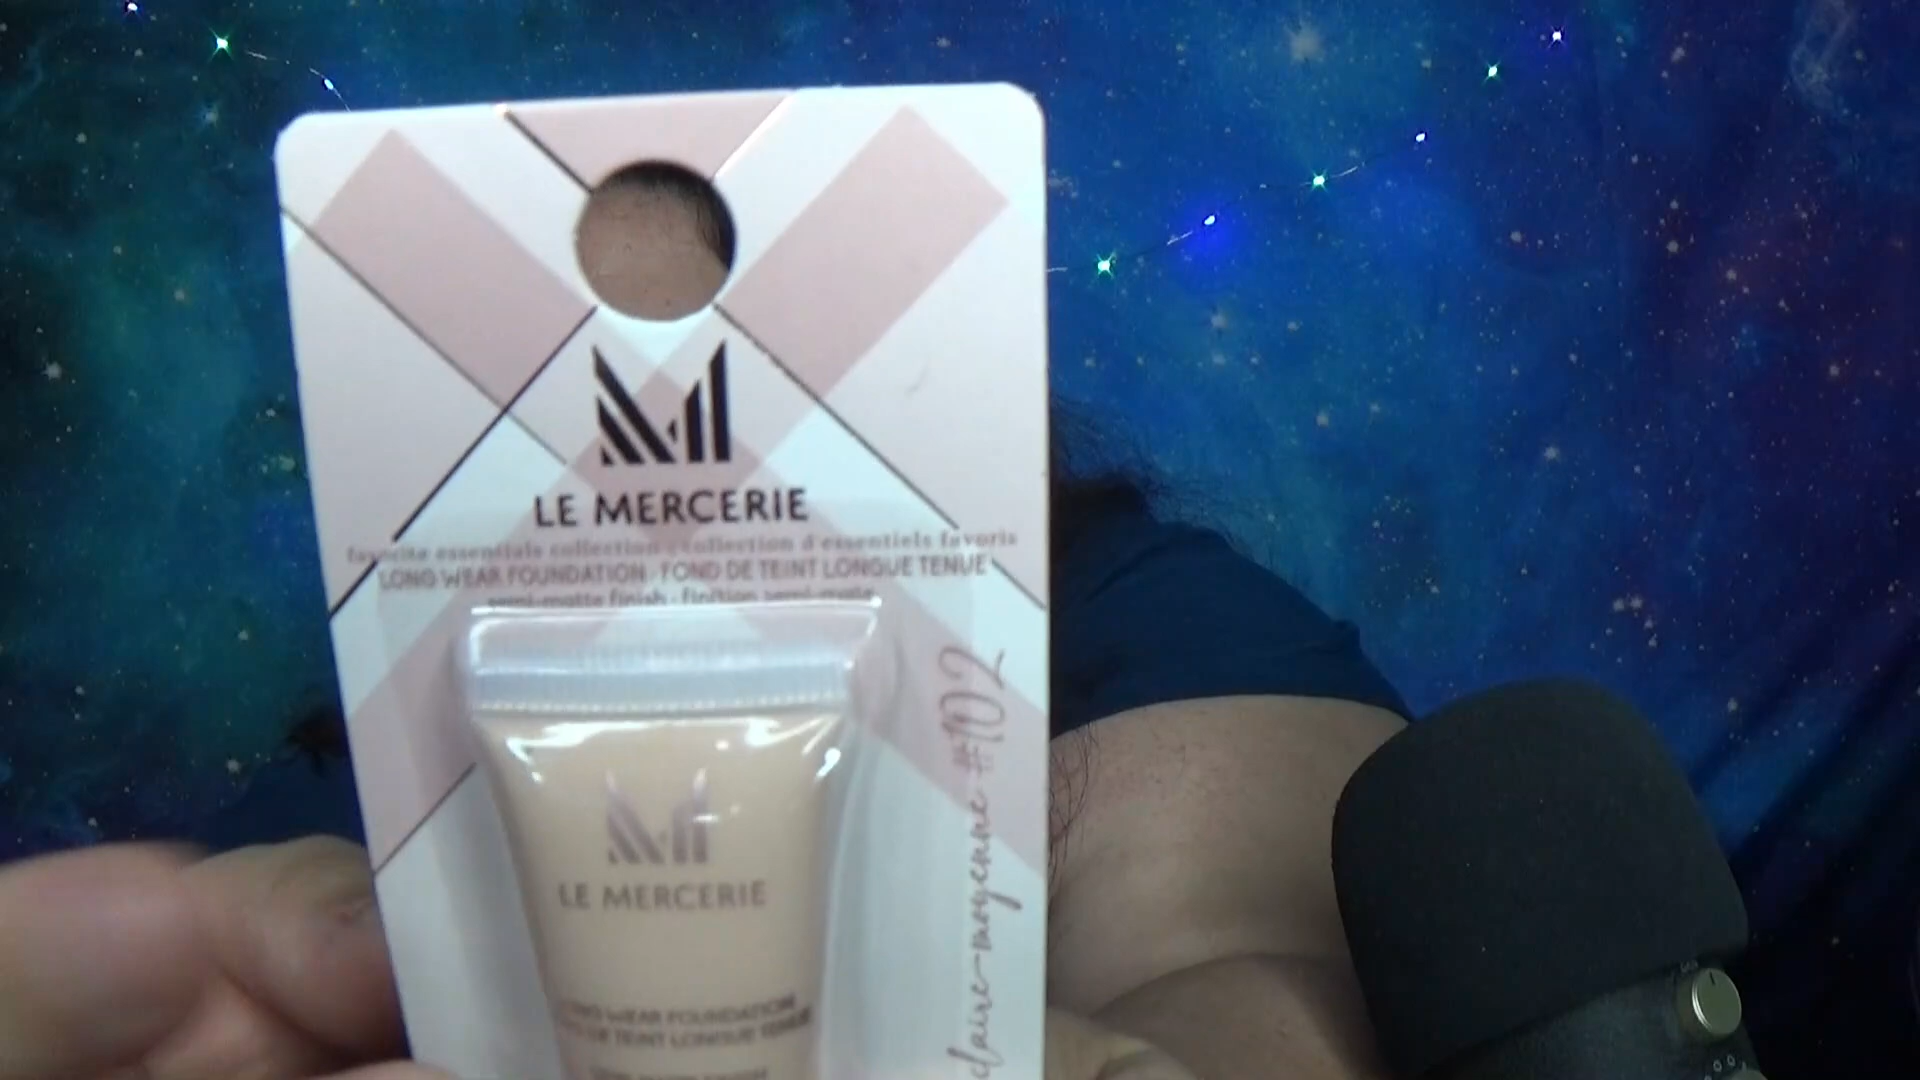 LE MERCERIE
favorite essentials collection · collection d'essentiels favoris
LONG WEAR FOUNDATION · FOND DE TEINT LONGUE TENUE
semi-matte finish · finition semi-mate
claire-moyenne #102
LE MERCERIE
LONG WEAR FOUNDATION
FOND DE TEINT LONGUE TENUE